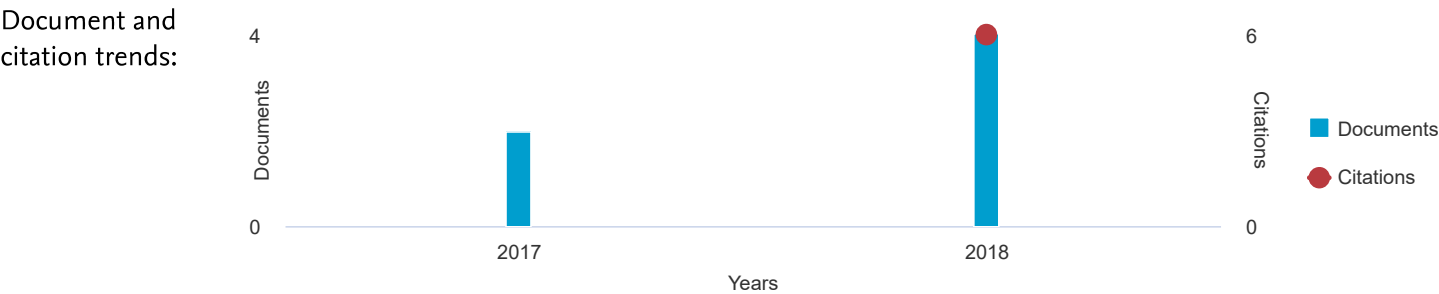 Document and
citation trends:
4
Documents
0
2017
2018
Years
6
Citations
0
Documents
Citations